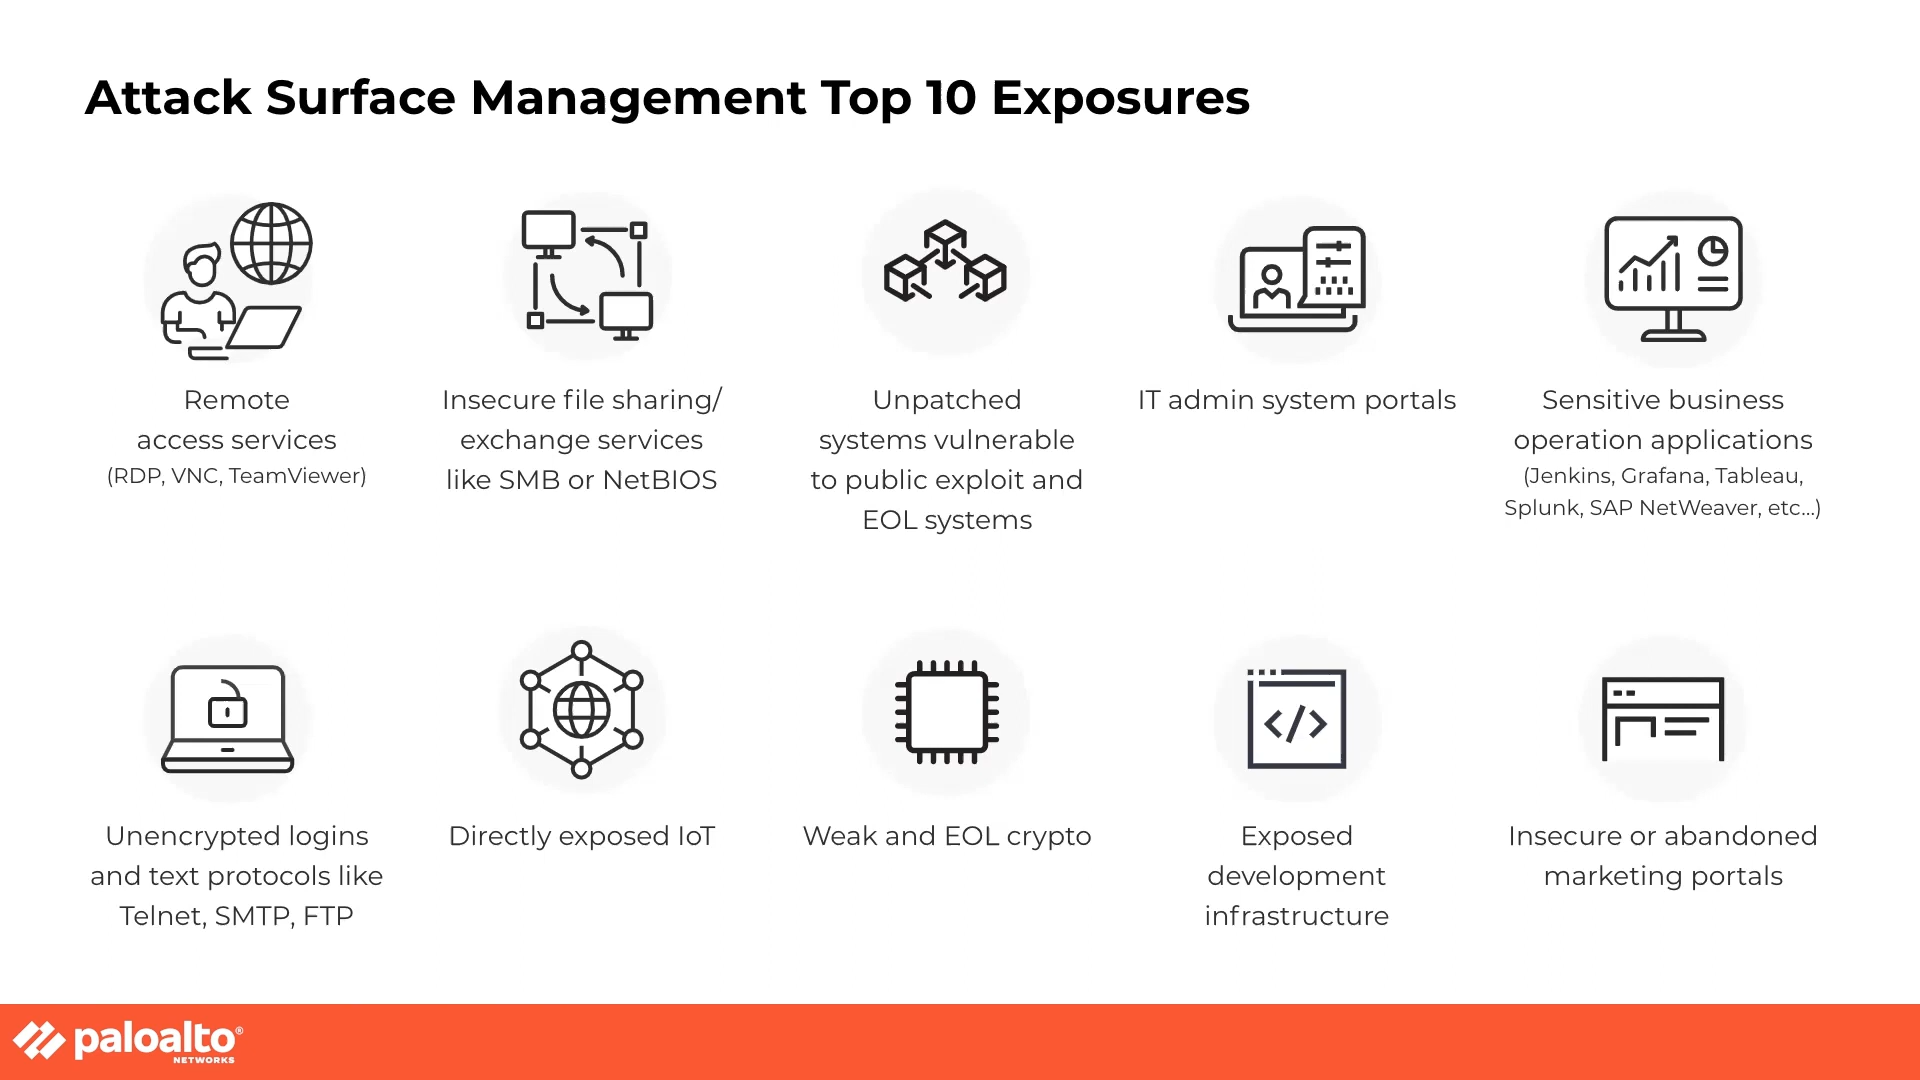 Attack Surface Management Top 10 Exposures
Remote
access services
(RDP, VNC, TeamViewer)
Insecure file sharing/
exchange services
like SMB or NetBIOS
Unpatched
systems vulnerable
to public exploit and
EOL systems
IT admin system portals
Sensitive business
operation applications
(Jenkins, Grafana, Tableau,
Splunk, SAP NetWeaver, etc...)
Unencrypted logins
and text protocols like
Telnet, SMTP, FTP
Directly exposed IoT
Weak and EOL crypto
Exposed
development
infrastructure
Insecure or abandoned
marketing portals
paloalto®
NETWORKS